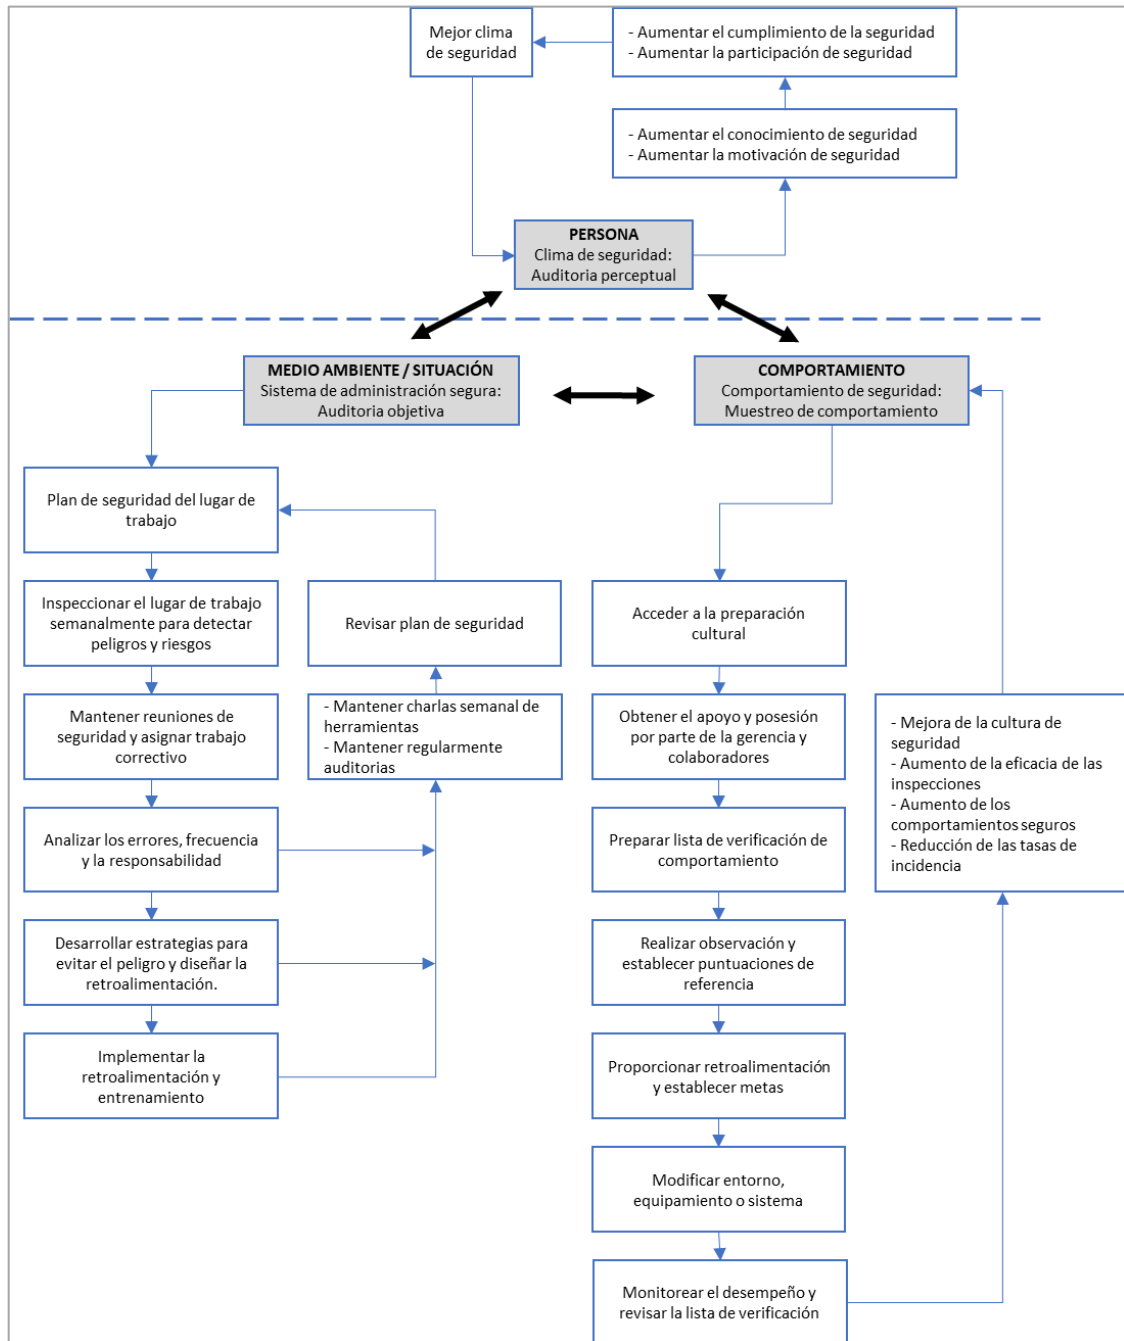 Mejor clima
de seguridad
- Aumentar el cumplimiento de la seguridad
- Aumentar la participación de seguridad
- Aumentar el conocimiento de seguridad
- Aumentar la motivación de seguridad
PERSONA
Clima de seguridad:
Auditoria perceptual
MEDIO AMBIENTE / SITUACIÓN
Sistema de administración segura:
Auditoria objetiva
COMPORTAMIENTO
Comportamiento de seguridad:
Muestreo de comportamiento
Plan de seguridad del lugar de
trabajo
Inspeccionar el lugar de trabajo
semanalmente para detectar
peligros y riesgos
Mantener reuniones de
seguridad y asignar trabajo
correctivo
Analizar los errores, frecuencia
y la responsabilidad
Desarrollar estrategias para
evitar el peligro y diseñar la
retroalimentación.
Implementar la
retroalimentación y
entrenamiento
Revisar plan de seguridad
- Mantener charlas semanal de
herramientas
- Mantener regularmente
auditorias
Acceder a la preparación
cultural
Obtener el apoyo y posesión
por parte de la gerencia y
colaboradores
Preparar lista de verificación de
comportamiento
Realizar observación y
establecer puntuaciones de
referencia
Proporcionar retroalimentación
y establecer metas
Modificar entorno,
equipamiento o sistema
Monitorear el desempeño y
revisar la lista de verificación
- Mejora de la cultura de
seguridad
- Aumento de la eficacia de las
inspecciones
- Aumento de los
comportamientos seguros
- Reducción de las tasas de
incidencia